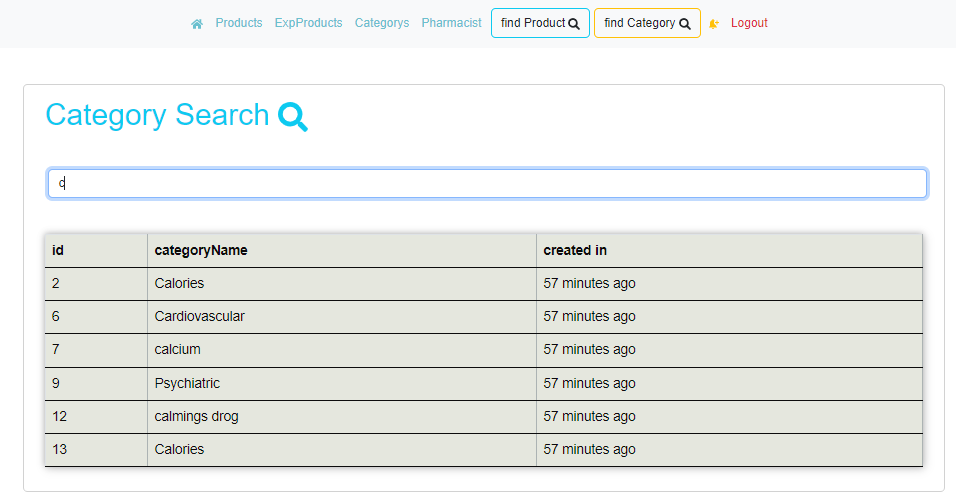 Products ExpProducts Categorys Pharmacist find Product find Category Logout
Category Search
c
id categoryName created in
2 Calories 57 minutes ago
6 Cardiovascular 57 minutes ago
7 calcium 57 minutes ago
9 Psychiatric 57 minutes ago
12 calmings drog 57 minutes ago
13 Calories 57 minutes ago